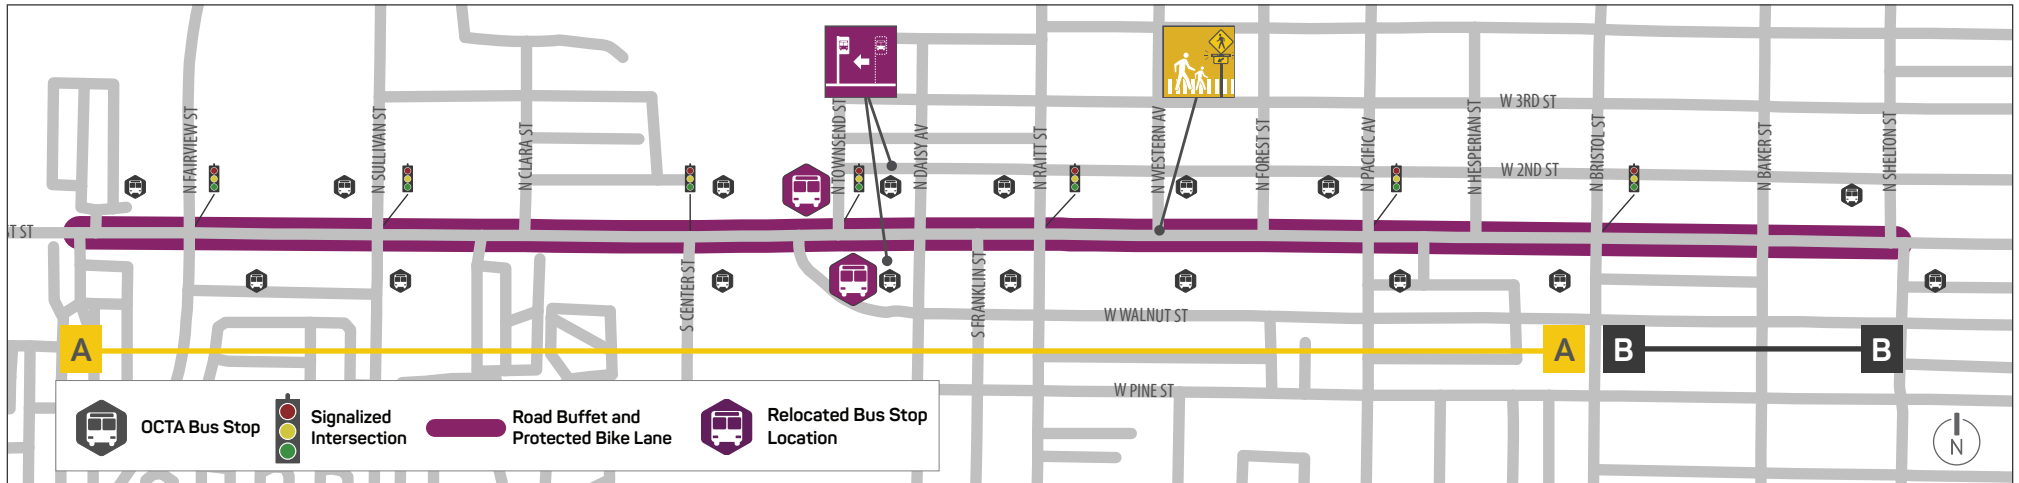 W 3RD ST
N FAIRVIEW ST
N SULLIVAN ST
N CLARA ST
N TOWNSEND ST
N DAISY AV
N RAITT ST
N WESTERN AV
N FOREST ST
N PACIFIC AV
N HESPERIAN ST
N BRISTOL ST
N BAKER ST
N SHELTON ST
W 2ND ST
ST ST
S CENTER ST
S FRANKLIN ST
W WALNUT ST
A A B B
W PINE ST
OCTA Bus Stop
Signalized
Intersection
Road Buffet and
Protected Bike Lane
Relocated Bus Stop
Location
N